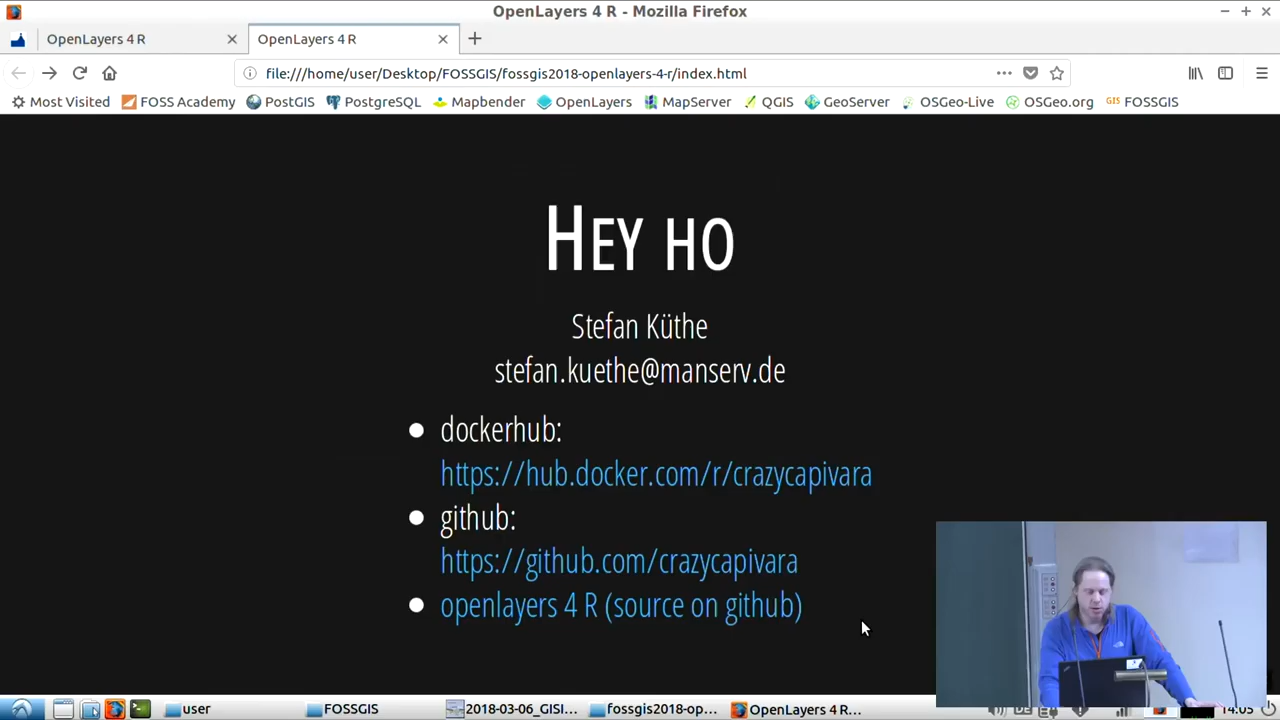 OpenLayers 4 R - Mozilla Firefox
OpenLayers 4 R
OpenLayers 4 R
file:///home/user/Desktop/FOSSGIS/fossgis2018-openlayers-4-r/index.html
Most Visited FOSS Academy PostGIS PostgreSQL Mapbender OpenLayers MapServer QGIS GeoServer OSGeo-Live OSGeo.org GIS FOSSGIS
HEY HO
Stefan Küthe
stefan.kuethe@manserv.de
dockerhub:
https://hub.docker.com/r/crazycapivara
github:
https://github.com/crazycapivara
openlayers 4 R (source on github)
user FOSSGIS 2018-03-06_GISI... fossgis2018-op... OpenLayers 4 R... DE